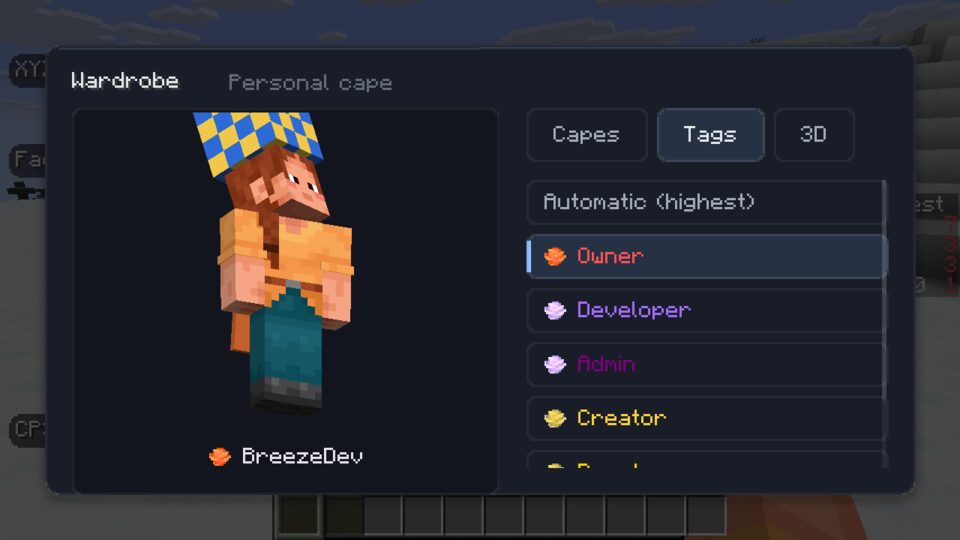 Wardrobe
Personal cape
Capes
Tags
3D
Automatic (highest)
Owner
Developer
Admin
Creator
BreezeDev